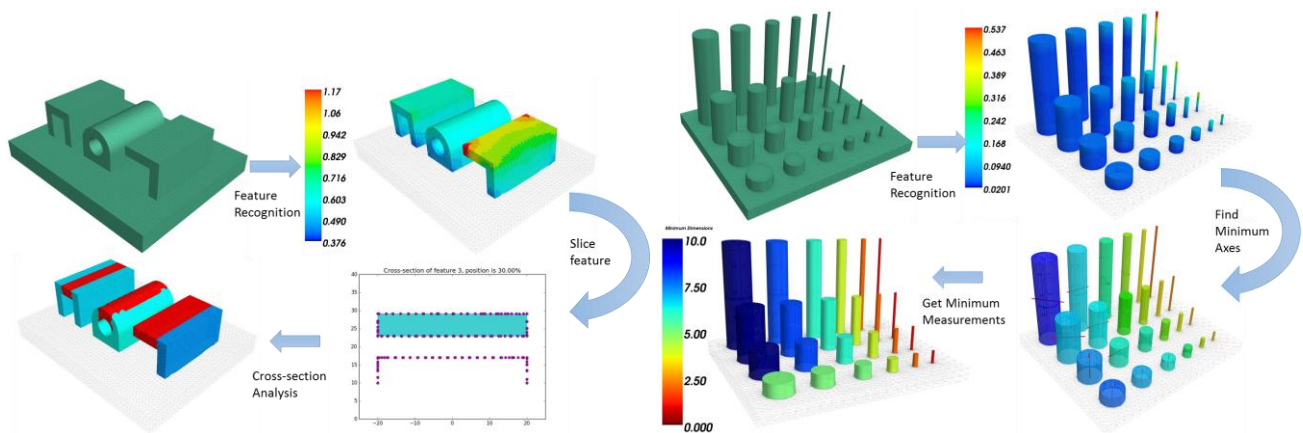 1.17
1.06
0.942
0.829
0.716
0.603
0.490
0.376
Feature
Recognition
Slice
feature
Cross-section of feature 3, position is 30.00%
40
35
30
25
20
15
10
5
0
−20
−10
0
10
20
Cross-section
Analysis
Feature
Recognition
0.537
0.463
0.389
0.316
0.242
0.168
0.0940
0.0201
Find
Minimum
Axes
Get Minimum
Measurements
Minimum Dimensions
10.0
7.50
5.00
2.50
0.000